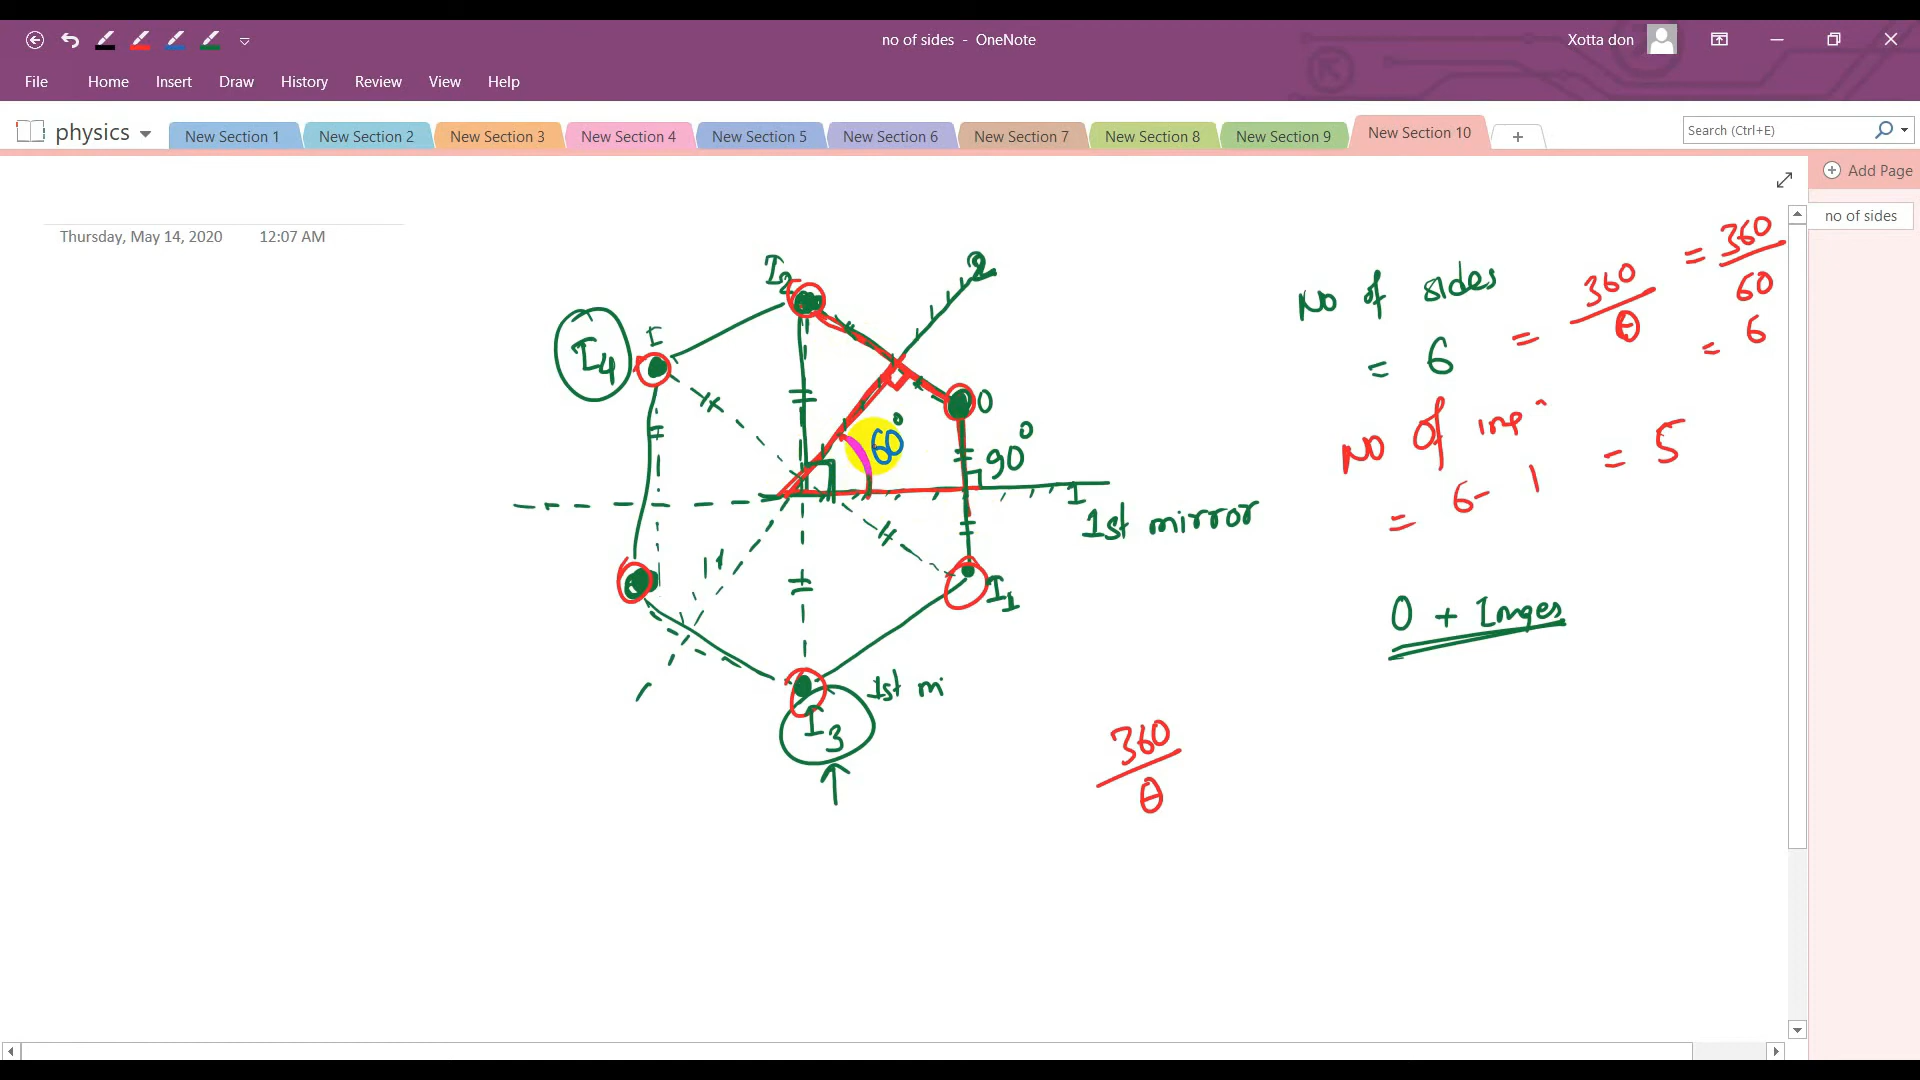 no of sides - OneNote
Xotta don
File Home Insert Draw History Review View Help
physics
New Section 1 New Section 2 New Section 3 New Section 4 New Section 5 New Section 6 New Section 7 New Section 8 New Section 9 New Section 10 +
Search (Ctrl+E)
Add Page
no of sides
Thursday, May 14, 2020 12:07 AM
I2
2
I4
I
O
60°
90°
1
1st mirror
I1
1st mi
I3
No of sides = 360/θ = 360/60
= 6 = 6
No of imp
= 6 - 1 = 5
O + Imges
360/θ